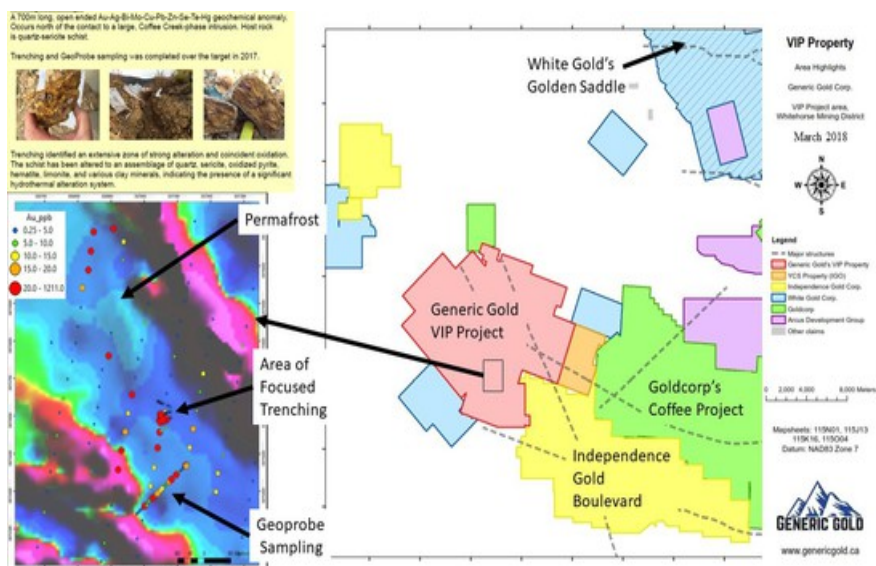 A 700m long, open ended Au-Ag-Bi-Mo-Cu-Pb-Zn-Se-Te-Hg geochemical anomaly.
Occurs north of the contact to a large, Coffee Creek-phase intrusion. Host rock
is quartz-sericite schist.
Trenching and GeoProbe sampling was completed over the target in 2017.
Trenching identified an extensive zone of strong alteration and coincident oxidation.
The schist has been altered to an assemblage of quartz, sericite, oxidized pyrite,
hematite, limonite, and various clay minerals, indicating the presence of a significant
hydrothermal alteration system.
Au_ppb
0.25 - 5.0
5.0 - 10.0
10.0 - 15.0
15.0 - 20.0
20.0 - 1211.0
Permafrost
Area of
Focused
Trenching
Geoprobe
Sampling
White Gold's
Golden Saddle
Generic Gold
VIP Project
Goldcorp's
Coffee Project
Independence
Gold
Boulevard
VIP Property
Area Highlights
Generic Gold Corp.
VIP Project area,
Whitehorse Mining District
March 2018
N
W
E
S
Legend
Major structures
Generic Gold's VIP Property
YCS Property (IGO)
Independence Gold Corp.
White Gold Corp.
Goldcorp
Arcus Development Group
Other claims
0 2,000 4,000 8,000 Meters
Mapsheets: 115N01, 115J13
115K16, 115O04
Datum: NAD83 Zone 7
GENERIC GOLD
www.genericgold.ca